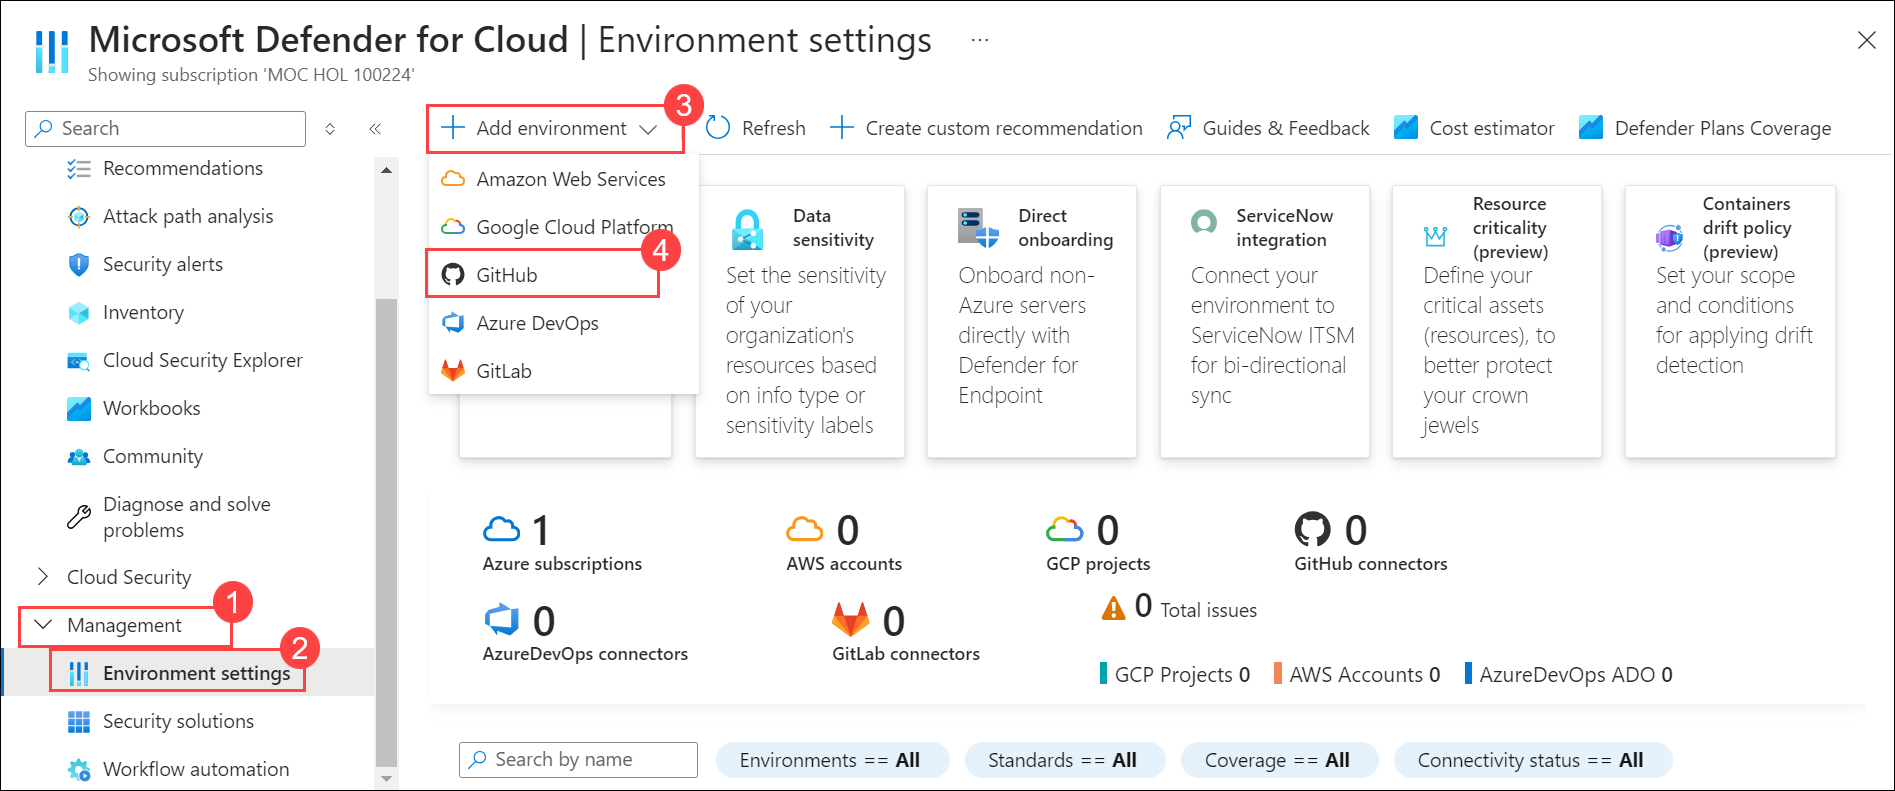 Microsoft Defender for Cloud | Environment settings ...
Showing subscription 'MOC HOL 100224'
Search
Recommendations
Attack path analysis
Security alerts
Inventory
Cloud Security Explorer
Workbooks
Community
Diagnose and solve
problems
Cloud Security
1
Management
2
Environment settings
Security solutions
Workflow automation
3
Add environment
Refresh
Create custom recommendation
Guides & Feedback
Cost estimator
Defender Plans Coverage
Amazon Web Services
Google Cloud Platform
4
GitHub
Azure DevOps
GitLab
Data
sensitivity
Set the sensitivity
of your
organization's
resources based
on info type or
sensitivity labels
Direct
onboarding
Onboard non-
Azure servers
directly with
Defender for
Endpoint
ServiceNow
integration
Connect your
environment to
ServiceNow ITSM
for bi-directional
sync
Resource
criticality
(preview)
Define your
critical assets
(resources), to
better protect
your crown
jewels
Containers
drift policy
(preview)
Set your scope
and conditions
for applying drift
detection
1
Azure subscriptions
0
AWS accounts
0
GCP projects
0
GitHub connectors
0
AzureDevOps connectors
0
GitLab connectors
0 Total issues
GCP Projects 0
AWS Accounts 0
AzureDevOps ADO 0
Search by name
Environments == All
Standards == All
Coverage == All
Connectivity status == All